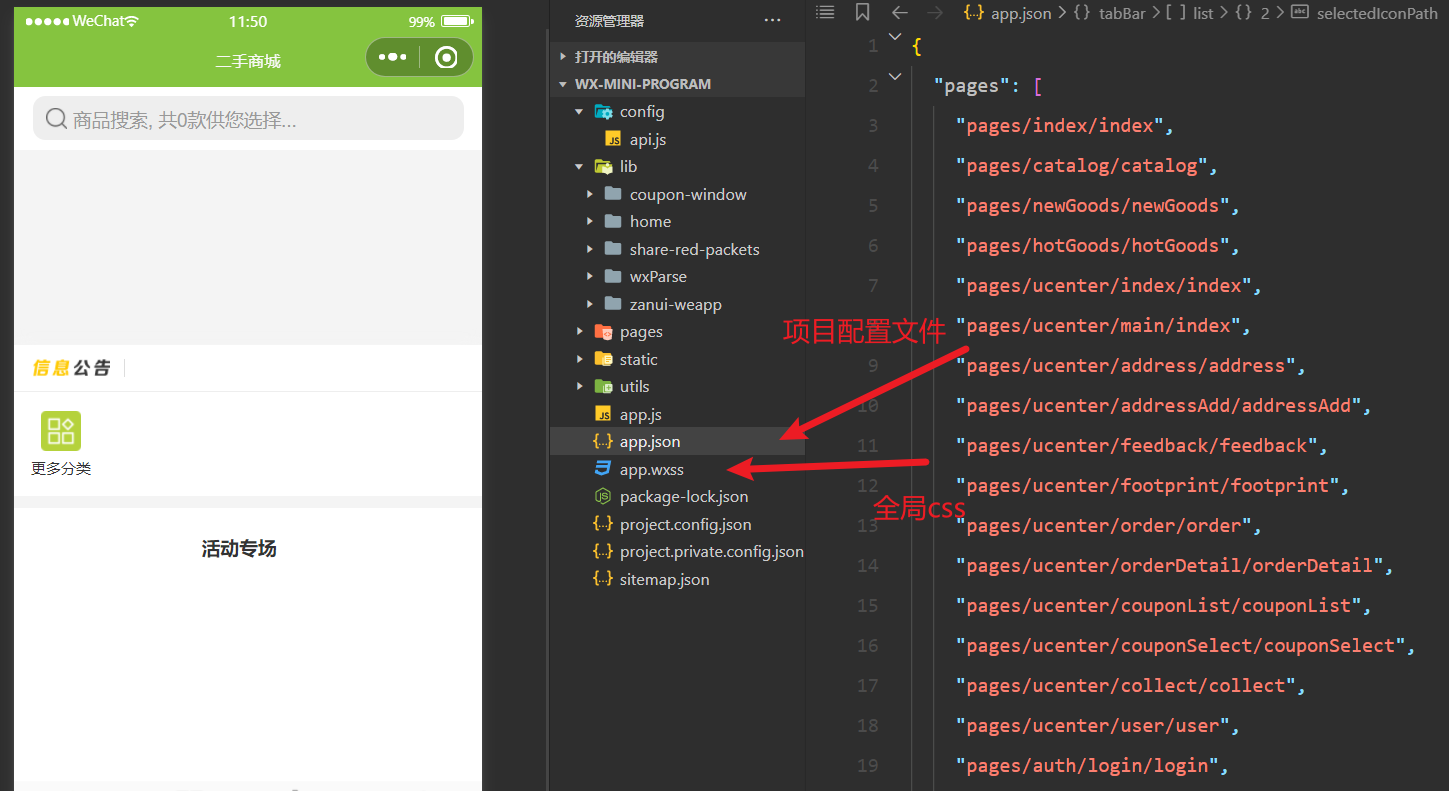 WeChat
11:50
99%
二手商城
商品搜索, 共0款供您选择...
信息公告
更多分类
活动专场
资源管理器
打开的编辑器
WX-MINI-PROGRAM
config
api.js
lib
coupon-window
home
share-red-packets
wxParse
zanui-weapp
pages
static
utils
app.js
app.json
app.wxss
package-lock.json
project.config.json
project.private.config.json
sitemap.json
项目配置文件
全局css
{..} app.json > {} tabBar > [ ] list > {} 2 > abc selectedIconPath
1 {
2 "pages": [
3 "pages/index/index",
4 "pages/catalog/catalog",
5 "pages/newGoods/newGoods",
6 "pages/hotGoods/hotGoods",
7 "pages/ucenter/index/index",
"pages/ucenter/main/index",
9 "pages/ucenter/address/address",
10 "pages/ucenter/addressAdd/addressAdd",
11 "pages/ucenter/feedback/feedback",
12 "pages/ucenter/footprint/footprint",
13 "pages/ucenter/order/order",
14 "pages/ucenter/orderDetail/orderDetail",
15 "pages/ucenter/couponList/couponList",
16 "pages/ucenter/couponSelect/couponSelect",
17 "pages/ucenter/collect/collect",
18 "pages/ucenter/user/user",
19 "pages/auth/login/login",